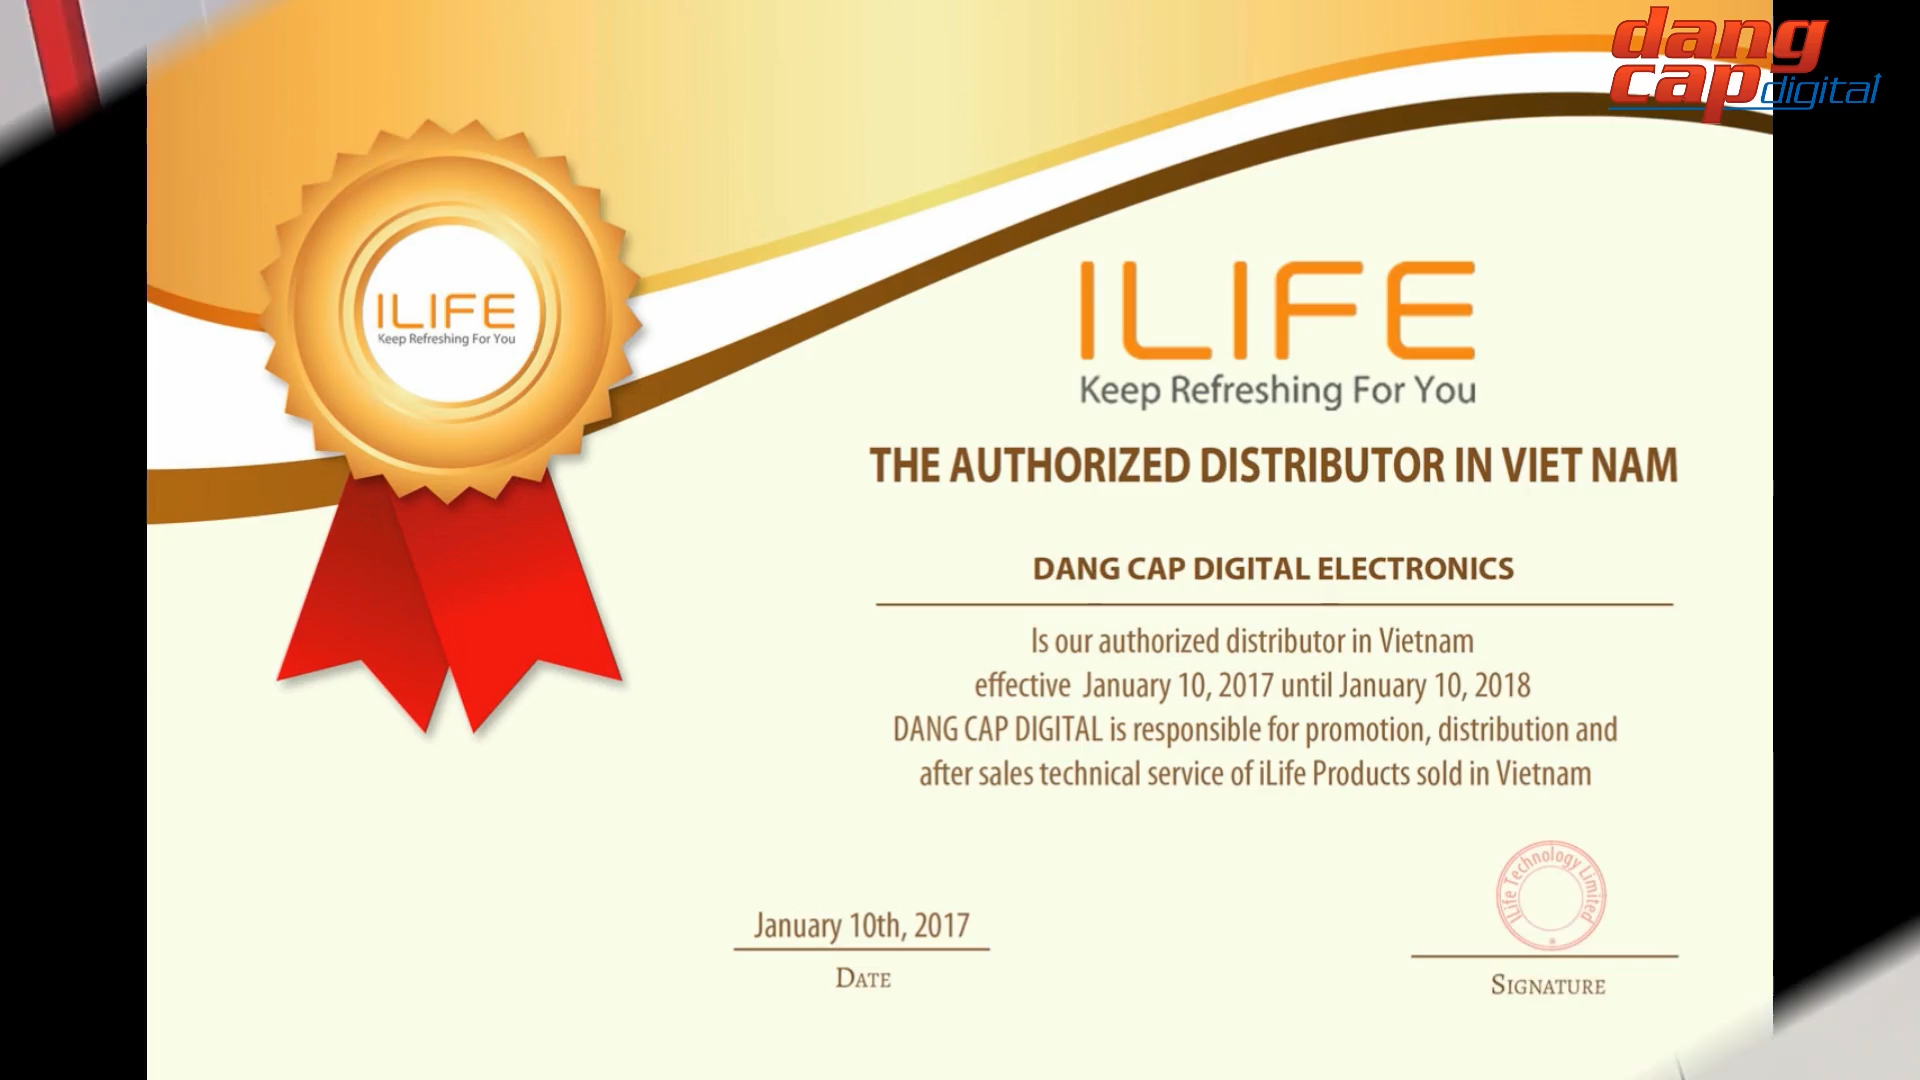 dang
cap digital
ILIFE
Keep Refreshing For You
ILIFE
Keep Refreshing For You
THE AUTHORIZED DISTRIBUTOR IN VIET NAM
DANG CAP DIGITAL ELECTRONICS
Is our authorized distributor in Vietnam
effective January 10, 2017 until January 10, 2018
DANG CAP DIGITAL is responsible for promotion, distribution and
after sales technical service of iLife Products sold in Vietnam
iLife Technology Limited
January 10th, 2017
DATE
SIGNATURE